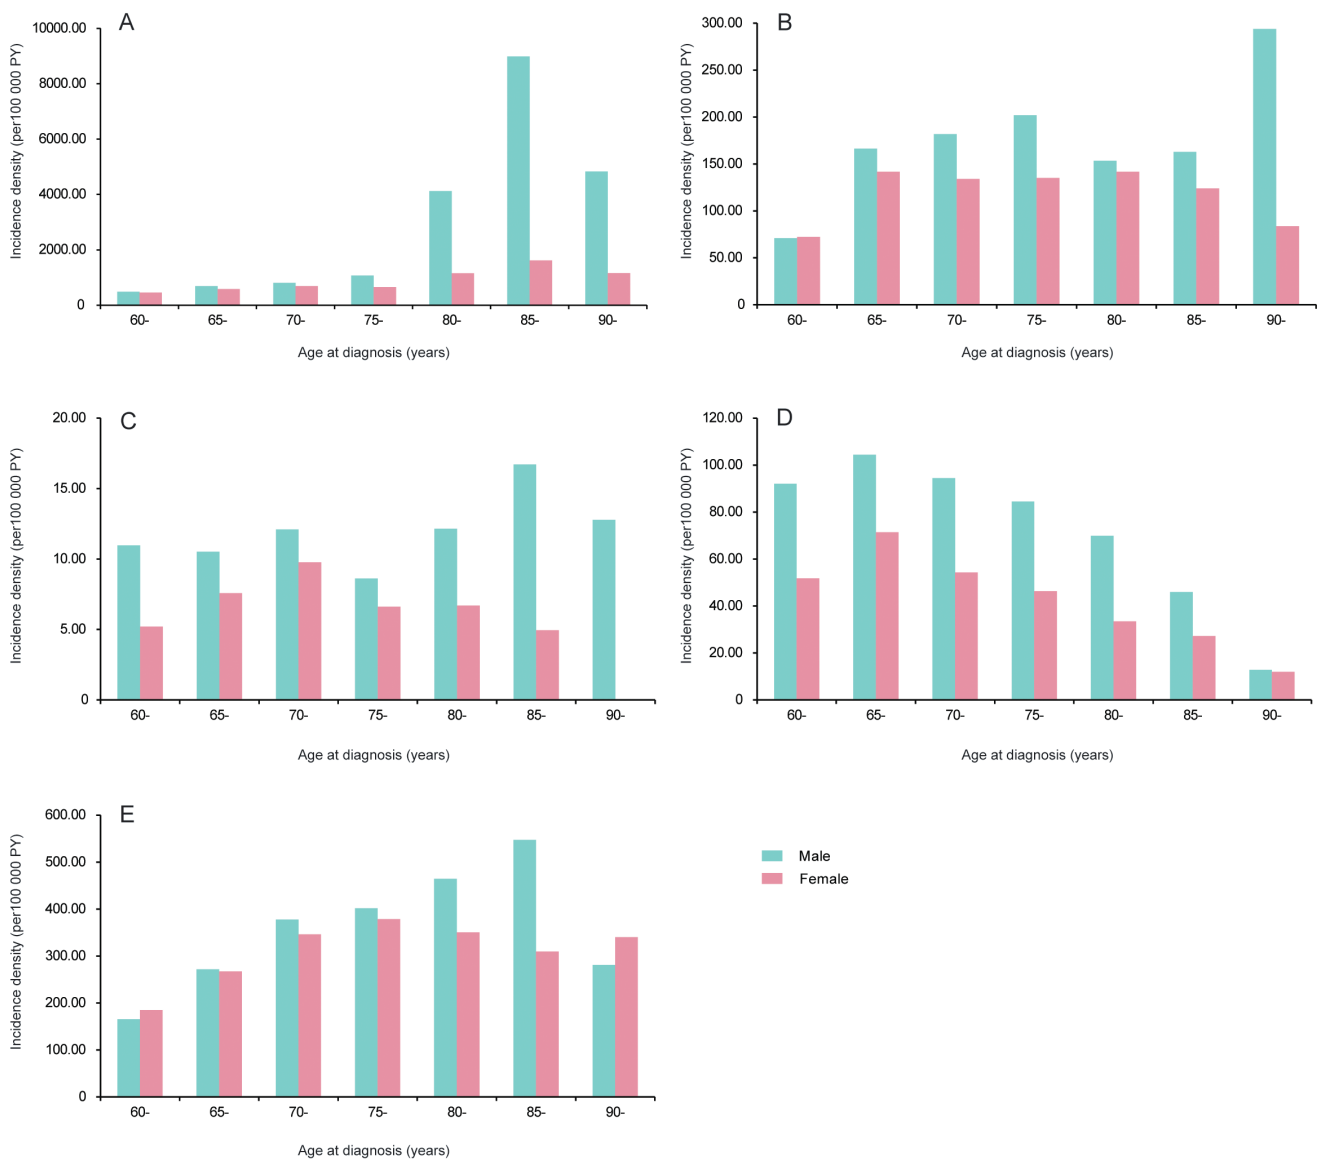 A
Incidence density (per100 000 PY)
10000.00
8000.00
6000.00
4000.00
2000.00
0
60- 65- 70- 75- 80- 85- 90-
Age at diagnosis (years)
B
Incidence density (per100 000 PY)
300.00
250.00
200.00
150.00
100.00
50.00
0
60- 65- 70- 75- 80- 85- 90-
Age at diagnosis (years)
C
Incidence density (per100 000 PY)
20.00
15.00
10.00
5.00
0
60- 65- 70- 75- 80- 85- 90-
Age at diagnosis (years)
D
Incidence density (per100 000 PY)
120.00
100.00
80.00
60.00
40.00
20.00
0
60- 65- 70- 75- 80- 85- 90-
Age at diagnosis (years)
E
Incidence density (per100 000 PY)
600.00
500.00
400.00
300.00
200.00
100.00
0
60- 65- 70- 75- 80- 85- 90-
Age at diagnosis (years)
Male
Female